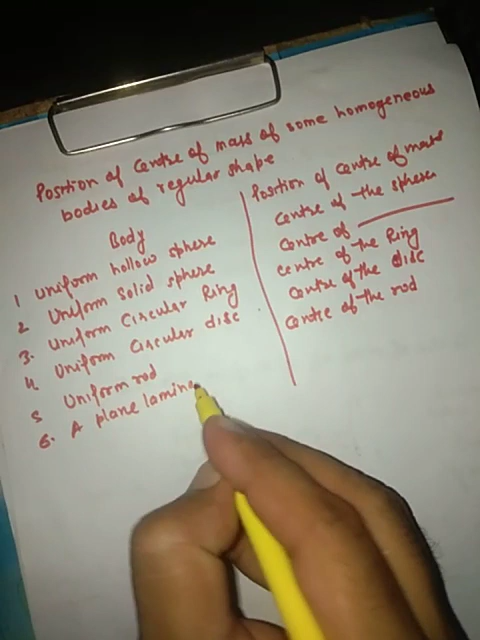 Position of Centre of mass of some homogeneous
bodies of regular shape
Body
1 Uniform hollow sphere
2 Uniform Solid sphere
3. Uniform Circular Ring
4. Uniform Circular disc
5 Uniform rod
6. A plane lamina
Position of centre of mass
Centre of the sphere
Centre of
centre of the Ring
Centre of the disc
Centre of the rod